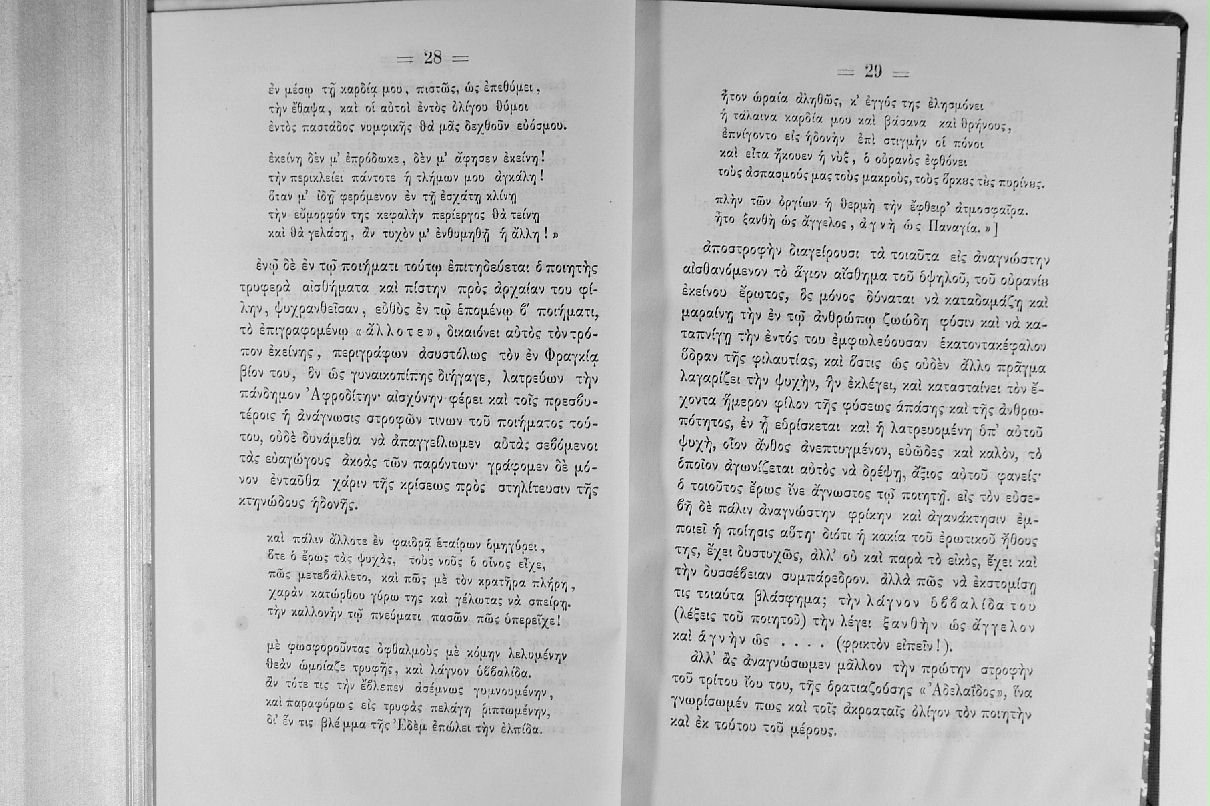 = 28 =
ἐν μέσῳ τῇ καρδίᾳ μου, πιστῶς, ὡς ἐπεθύμει,
τὴν ἔθαψα, καὶ οἱ αὐτοὶ ἐντὸς ὀλίγου θύμοι
ἐντὸς παστάδος νυμφικῆς θὰ μᾶς δεχθοῦν εὐόσμου.
ἐκείνη δὲν μ' ἐπρόδωκε, δὲν μ' ἄφησεν ἐκείνη!
τὴν περικλείει πάντοτε ἡ τλήμων μου ἀγκάλη!
ὅταν μ' ἰδῇ φερόμενον ἐν τῇ ἐσχάτῃ κλίνῃ
τὴν εὔμορφόν της κεφαλὴν περίεργος θὰ τείνῃ
καὶ θὰ γελάσῃ, ἂν τυχὸν μ' ἐνθυμηθῇ ἡ ἄλλη! »
ἐνῷ δὲ ἐν τῷ ποιήματι τούτῳ ἐπιτηδεύεται ὁ ποιητὴς
τρυφερὰ αἰσθήματα καὶ πίστην πρὸς ἀρχαίαν του φί-
λην, ψυχρανθεῖσαν, εὐθὺς ἐν τῷ ἑπομένῳ β' ποιήματι,
τὸ ἐπιγραφομένῳ «ἄλλοτε», δικαιόνει αὐτὸς τὸν τρό-
πον ἐκείνης, περιγράφων ἀσυστόλως τὸν ἐν Φραγκίᾳ
βίον του, ὃν ὡς γυναικοπίπης διήγαγε, λατρεύων τὴν
πάνδημον Ἀφροδίτην· αἰσχύνην φέρει καὶ τοῖς πρεσβυ-
τέροις ἡ ἀνάγνωσις στροφῶν τινων τοῦ ποιήματος τού-
του, οὐδὲ δυνάμεθα νὰ ἀπαγγείλωμεν αὐτὰς σεβόμενοι
τὰς εὐαγώγους ἀκοὰς τῶν παρόντων· γράφομεν δὲ μό-
νον ἐνταῦθα χάριν τῆς κρίσεως πρὸς στηλίτευσιν τῆς
κτηνώδους ἡδονῆς.
καὶ πάλιν ἄλλοτε ἐν φαιδρᾷ ἑταίρων ὁμηγύρει,
ὅτε ὁ ἔρως τὰς ψυχὰς, τοὺς νοῦς ὁ οἶνος εἶχε,
πῶς μετεβάλλετο, καὶ πῶς μὲ τὸν κρατῆρα πλήρη,
χαρὰν κατώρθου γύρω της καὶ γέλωτας νὰ σπείρῃ.
τὴν καλλονὴν τῷ πνεύματι πασῶν πῶς ὑπερεῖχε!
μὲ φωσφοροῦντας ὀφθαλμοὺς μὲ κόμην λελυμένην
θεὰν ὡμοίαζε τρυφῆς, καὶ λάγνον ὑββαλίδα.
ἂν τότε τις τὴν ἔβλεπεν ἀσέμνως γυμνουμένην,
καὶ παραφόρως εἰς τρυφὰς πελάγη ῥιπτωμένην,
δι' ἕν τις βλέμμα τῆς Ἐδὲμ ἐπώλει τὴν ἐλπίδα.
= 29 =
ἦτον ὡραία ἀληθῶς, κ' ἐγγύς της ἐλησμόνει
ἡ τάλαινα καρδία μου καὶ βάσανα καὶ θρήνους,
ἐπνίγοντο εἰς ἡδονὴν ἐπὶ στιγμὴν οἱ πόνοι
καὶ εἶτα ἤκουεν ἡ νὺξ, ὁ οὐρανὸς ἐφθόνει
τοὺς ἀσπασμούς μας τοὺς μακροὺς, τοὺς ὅρκους τοὺς πυρίνους.
πλὴν τῶν ὀργίων ἡ θερμὴ τὴν ἔφθειρ' ἀτμοσφαῖρα.
ἦτο ξανθὴ ὡς ἄγγελος, ἁγνὴ ὡς Παναγία. »]
ἀποστροφὴν διαγείρουσι τὰ τοιαῦτα εἰς ἀναγνώστην
αἰσθανόμενον τὸ ἅγιον αἴσθημα τοῦ ὑψηλοῦ, τοῦ οὐρανίου
ἐκείνου ἔρωτος, ὃς μόνος δύναται νὰ καταδαμάζῃ καὶ
μαραίνῃ τὴν ἐν τῷ ἀνθρώπῳ ζωώδη φύσιν καὶ νὰ κα-
ταπνίγῃ τὴν ἐντός του ἐμφωλεύουσαν ἑκατοντακέφαλον
ὕδραν τῆς φιλαυτίας, καὶ ὅστις ὡς οὐδὲν ἄλλο πρᾶγμα
λαγαρίζει τὴν ψυχὴν, ἣν ἐκλέγει, καὶ κατασταίνει τὸν ἔ-
χοντα ἥμερον φίλον τῆς φύσεως ἁπάσης καὶ τῆς ἀνθρω-
πότητος, ἐν ᾗ εὑρίσκεται καὶ ἡ λατρευομένη ὑπ' αὐτοῦ
ψυχὴ, οἷον ἄνθος ἀνεπτυγμένον, εὐῶδες καὶ καλὸν, τὸ
ὁποῖον ἀγωνίζεται αὐτὸς νὰ δρέψῃ, ἄξιος αὐτοῦ φανείς·
ὁ τοιοῦτος ἔρως ἶνε ἄγνωστος τῷ ποιητῇ. εἰς τὸν εὐσε-
βῆ δὲ πάλιν ἀναγνώστην φρίκην καὶ ἀγανάκτησιν ἐμ-
ποιεῖ ἡ ποίησις αὕτη· διότι ἡ κακία τοῦ ἐρωτικοῦ ἤθους
της, ἔχει δυστυχῶς, ἀλλ' οὐ καὶ παρὰ τὸ εἰκὸς, ἔχει καὶ
τὴν δυσσέβειαν συμπάρεδρον. ἀλλὰ πῶς νὰ ἐκστομίσῃ
τις τοιαῦτα βλάσφημα; τὴν λάγνον ὑββαλίδα του
(λέξεις τοῦ ποιητοῦ) τὴν λέγει ξανθὴν ὡς ἄγγελον
καὶ ἁγνὴν ὡς .... (φρικτὸν εἰπεῖν!).
ἀλλ' ἂς ἀναγνώσωμεν μᾶλλον τὴν πρώτην στροφὴν
τοῦ τρίτου ἴου του, τῆς ὁρατιαζούσης «Ἀδελαΐδος», ἵνα
γνωρίσωμέν πως καὶ τοῖς ἀκροαταῖς ὀλίγον τὸν ποιητὴν
καὶ ἐκ τούτου τοῦ μέρους.